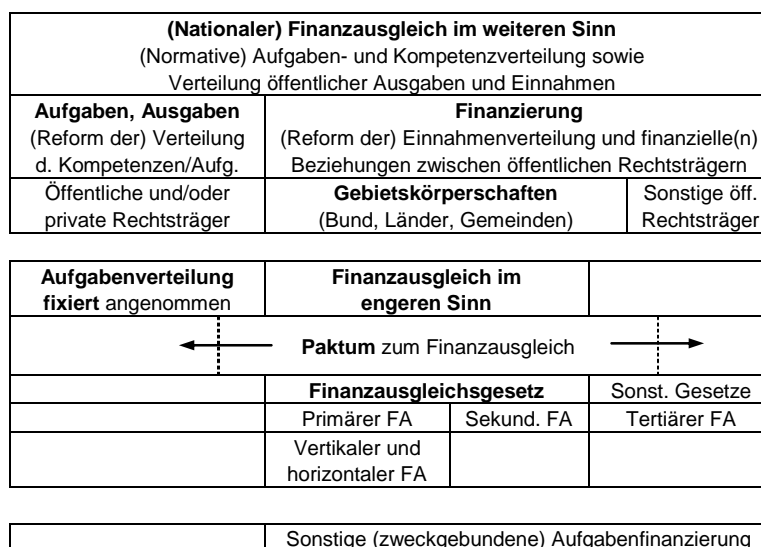 (Nationaler) Finanzausgleich im weiteren Sinn
(Normative) Aufgaben- und Kompetenzverteilung sowie
Verteilung öffentlicher Ausgaben und Einnahmen
Aufgaben, Ausgaben
(Reform der) Verteilung
d. Kompetenzen/Aufg.
Finanzierung
(Reform der) Einnahmenverteilung und finanzielle(n)
Beziehungen zwischen öffentlichen Rechtsträgern
Öffentliche und/oder
private Rechtsträger
Gebietskörperschaften
(Bund, Länder, Gemeinden)
Sonstige öff.
Rechtsträger
Aufgabenverteilung
fixiert angenommen
Finanzausgleich im
engeren Sinn
Paktum zum Finanzausgleich
Finanzausgleichsgesetz
Sonst. Gesetze
Primärer FA
Sekund. FA
Tertiärer FA
Vertikaler und
horizontaler FA
Sonstige (zweckgebundene) Aufgabenfinanzierung